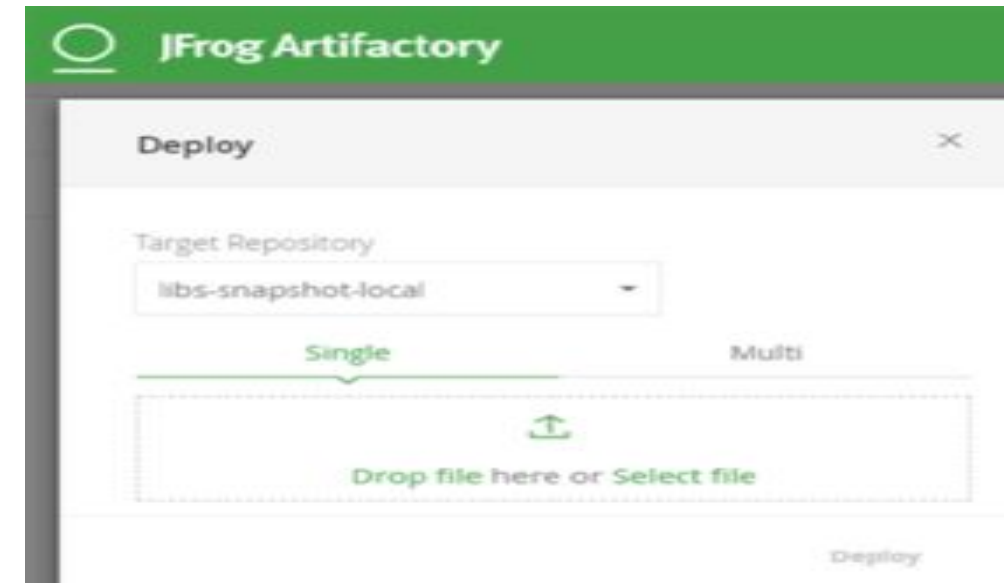 JFrog Artifactory
Deploy
Target Repository
libs-snapshot-local
Single Multi
Drop file here or Select file
Deploy